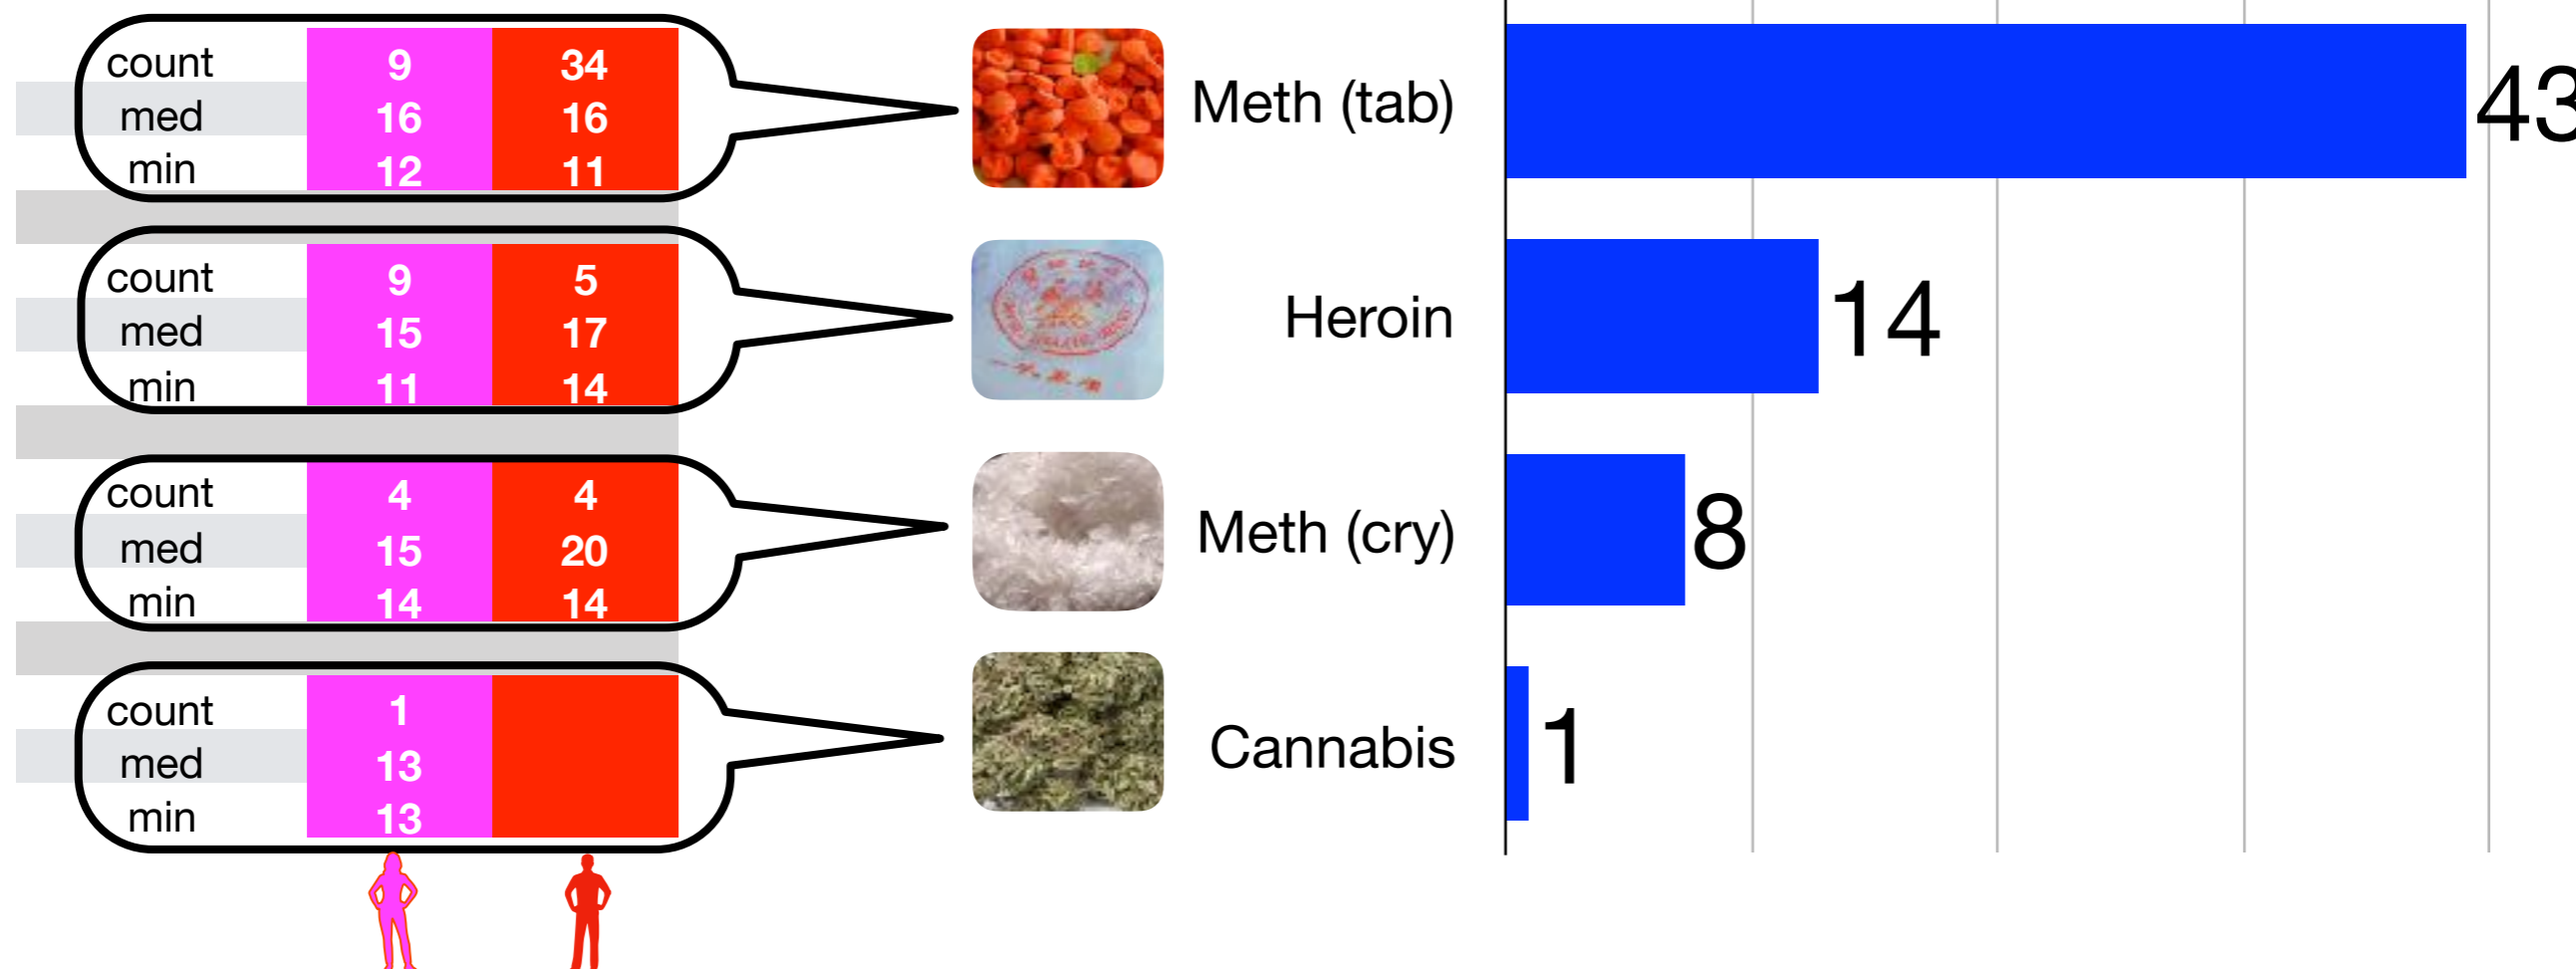 count 9 34
med 16 16
min 12 11
Meth (tab)
43
count 9 5
med 15 17
min 11 14
Heroin
14
count 4 4
med 15 20
min 14 14
Meth (cry)
8
count 1
med 13
min 13
Cannabis
1